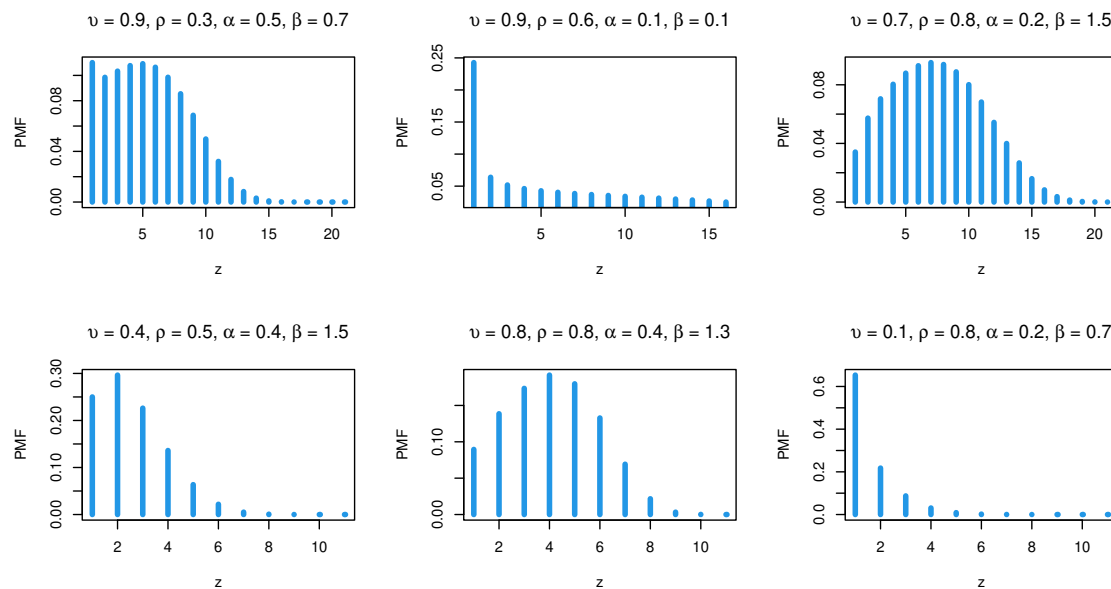 υ = 0.9, ρ = 0.3, α = 0.5, β = 0.7
PMF
0.00 0.04 0.08
5 10 15 20
z
υ = 0.9, ρ = 0.6, α = 0.1, β = 0.1
PMF
0.05 0.15 0.25
5 10 15
z
υ = 0.7, ρ = 0.8, α = 0.2, β = 1.5
PMF
0.00 0.04 0.08
5 10 15 20
z
υ = 0.4, ρ = 0.5, α = 0.4, β = 1.5
PMF
0.00 0.10 0.20 0.30
2 4 6 8 10
z
υ = 0.8, ρ = 0.8, α = 0.4, β = 1.3
PMF
0.00 0.10
2 4 6 8 10
z
υ = 0.1, ρ = 0.8, α = 0.2, β = 0.7
PMF
0.0 0.2 0.4 0.6
2 4 6 8 10
z